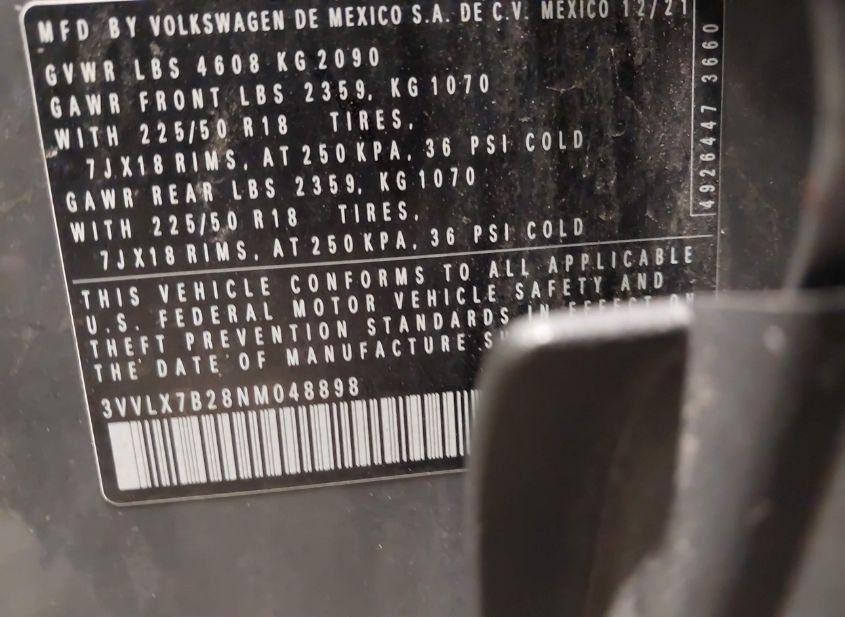 MFD BY VOLKSWAGEN DE MEXICO S.A. DE C.V. MEXICO 12/21
GVWR LBS 4608 KG 2090
GAWR FRONT LBS 2359, KG 1070
WITH 225/50 R18 TIRES,
7JX18 RIMS, AT 250 KPA, 36 PSI COLD
GAWR REAR LBS 2359, KG 1070
WITH 225/50 R18 TIRES,
7JX18 RIMS, AT 250 KPA, 36 PSI COLD
THIS VEHICLE CONFORMS TO ALL APPLICABLE
U.S. FEDERAL MOTOR VEHICLE SAFETY AND
THEFT PREVENTION STANDARDS IN EFFECT ON
THE DATE OF MANUFACTURE
3VVLX7B28NM048898
4926447 3660